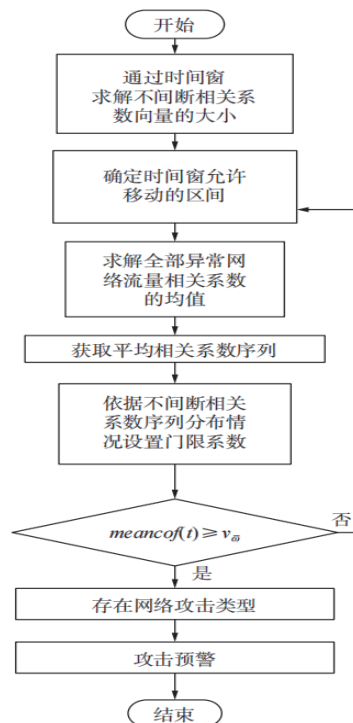 开始
通过时间窗
求解不间断相关系
数向量的大小
确定时间窗允许
移动的区间
求解全部异常网
络流量相关系数
的均值
获取平均相关系数序列
依据不间断相关
系数序列分布情
况设置门限系数
meancof(t)≥v
否
是
存在网络攻击类型
攻击预警
结束